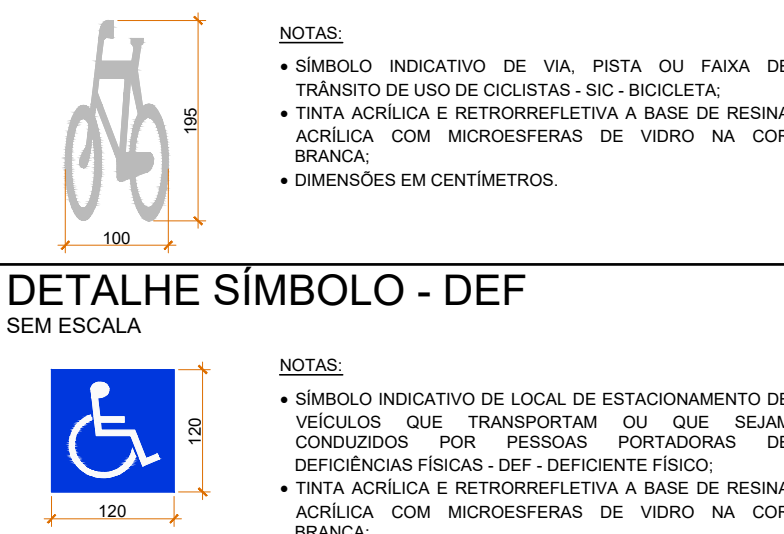 NOTAS:
• SÍMBOLO INDICATIVO DE VIA, PISTA OU FAIXA DE
TRÂNSITO DE USO DE CICLISTAS - SIC - BICICLETA;
• TINTA ACRÍLICA E RETRORREFLETIVA A BASE DE RESINA
ACRÍLICA COM MICROESFERAS DE VIDRO NA COR
BRANCA;
• DIMENSÕES EM CENTÍMETROS.
195
100
DETALHE SÍMBOLO - DEF
SEM ESCALA
NOTAS:
• SÍMBOLO INDICATIVO DE LOCAL DE ESTACIONAMENTO DE
VEÍCULOS QUE TRANSPORTAM OU QUE SEJAM
CONDUZIDOS POR PESSOAS PORTADORAS DE
DEFICIÊNCIAS FÍSICAS - DEF - DEFICIENTE FÍSICO;
• TINTA ACRÍLICA E RETRORREFLETIVA A BASE DE RESINA
ACRÍLICA COM MICROESFERAS DE VIDRO NA COR
BRANCA;
120
120